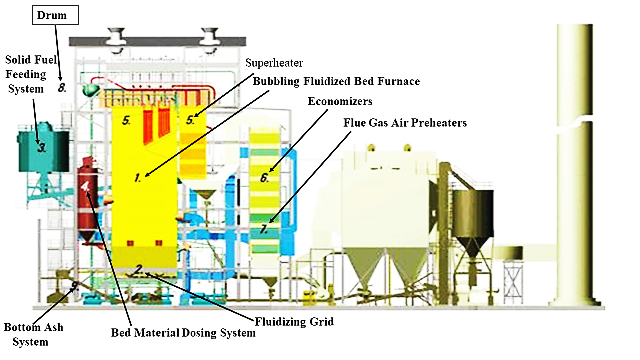 Drum
Solid Fuel
Feeding
System
8.
Superheater
Bubbling Fluidized Bed Furnace
Economizers
Flue Gas Air Preheaters
5.
5.
3.
1.
4.
6.
7.
2.
9.
Bottom Ash
System
Bed Material Dosing System
Fluidizing Grid